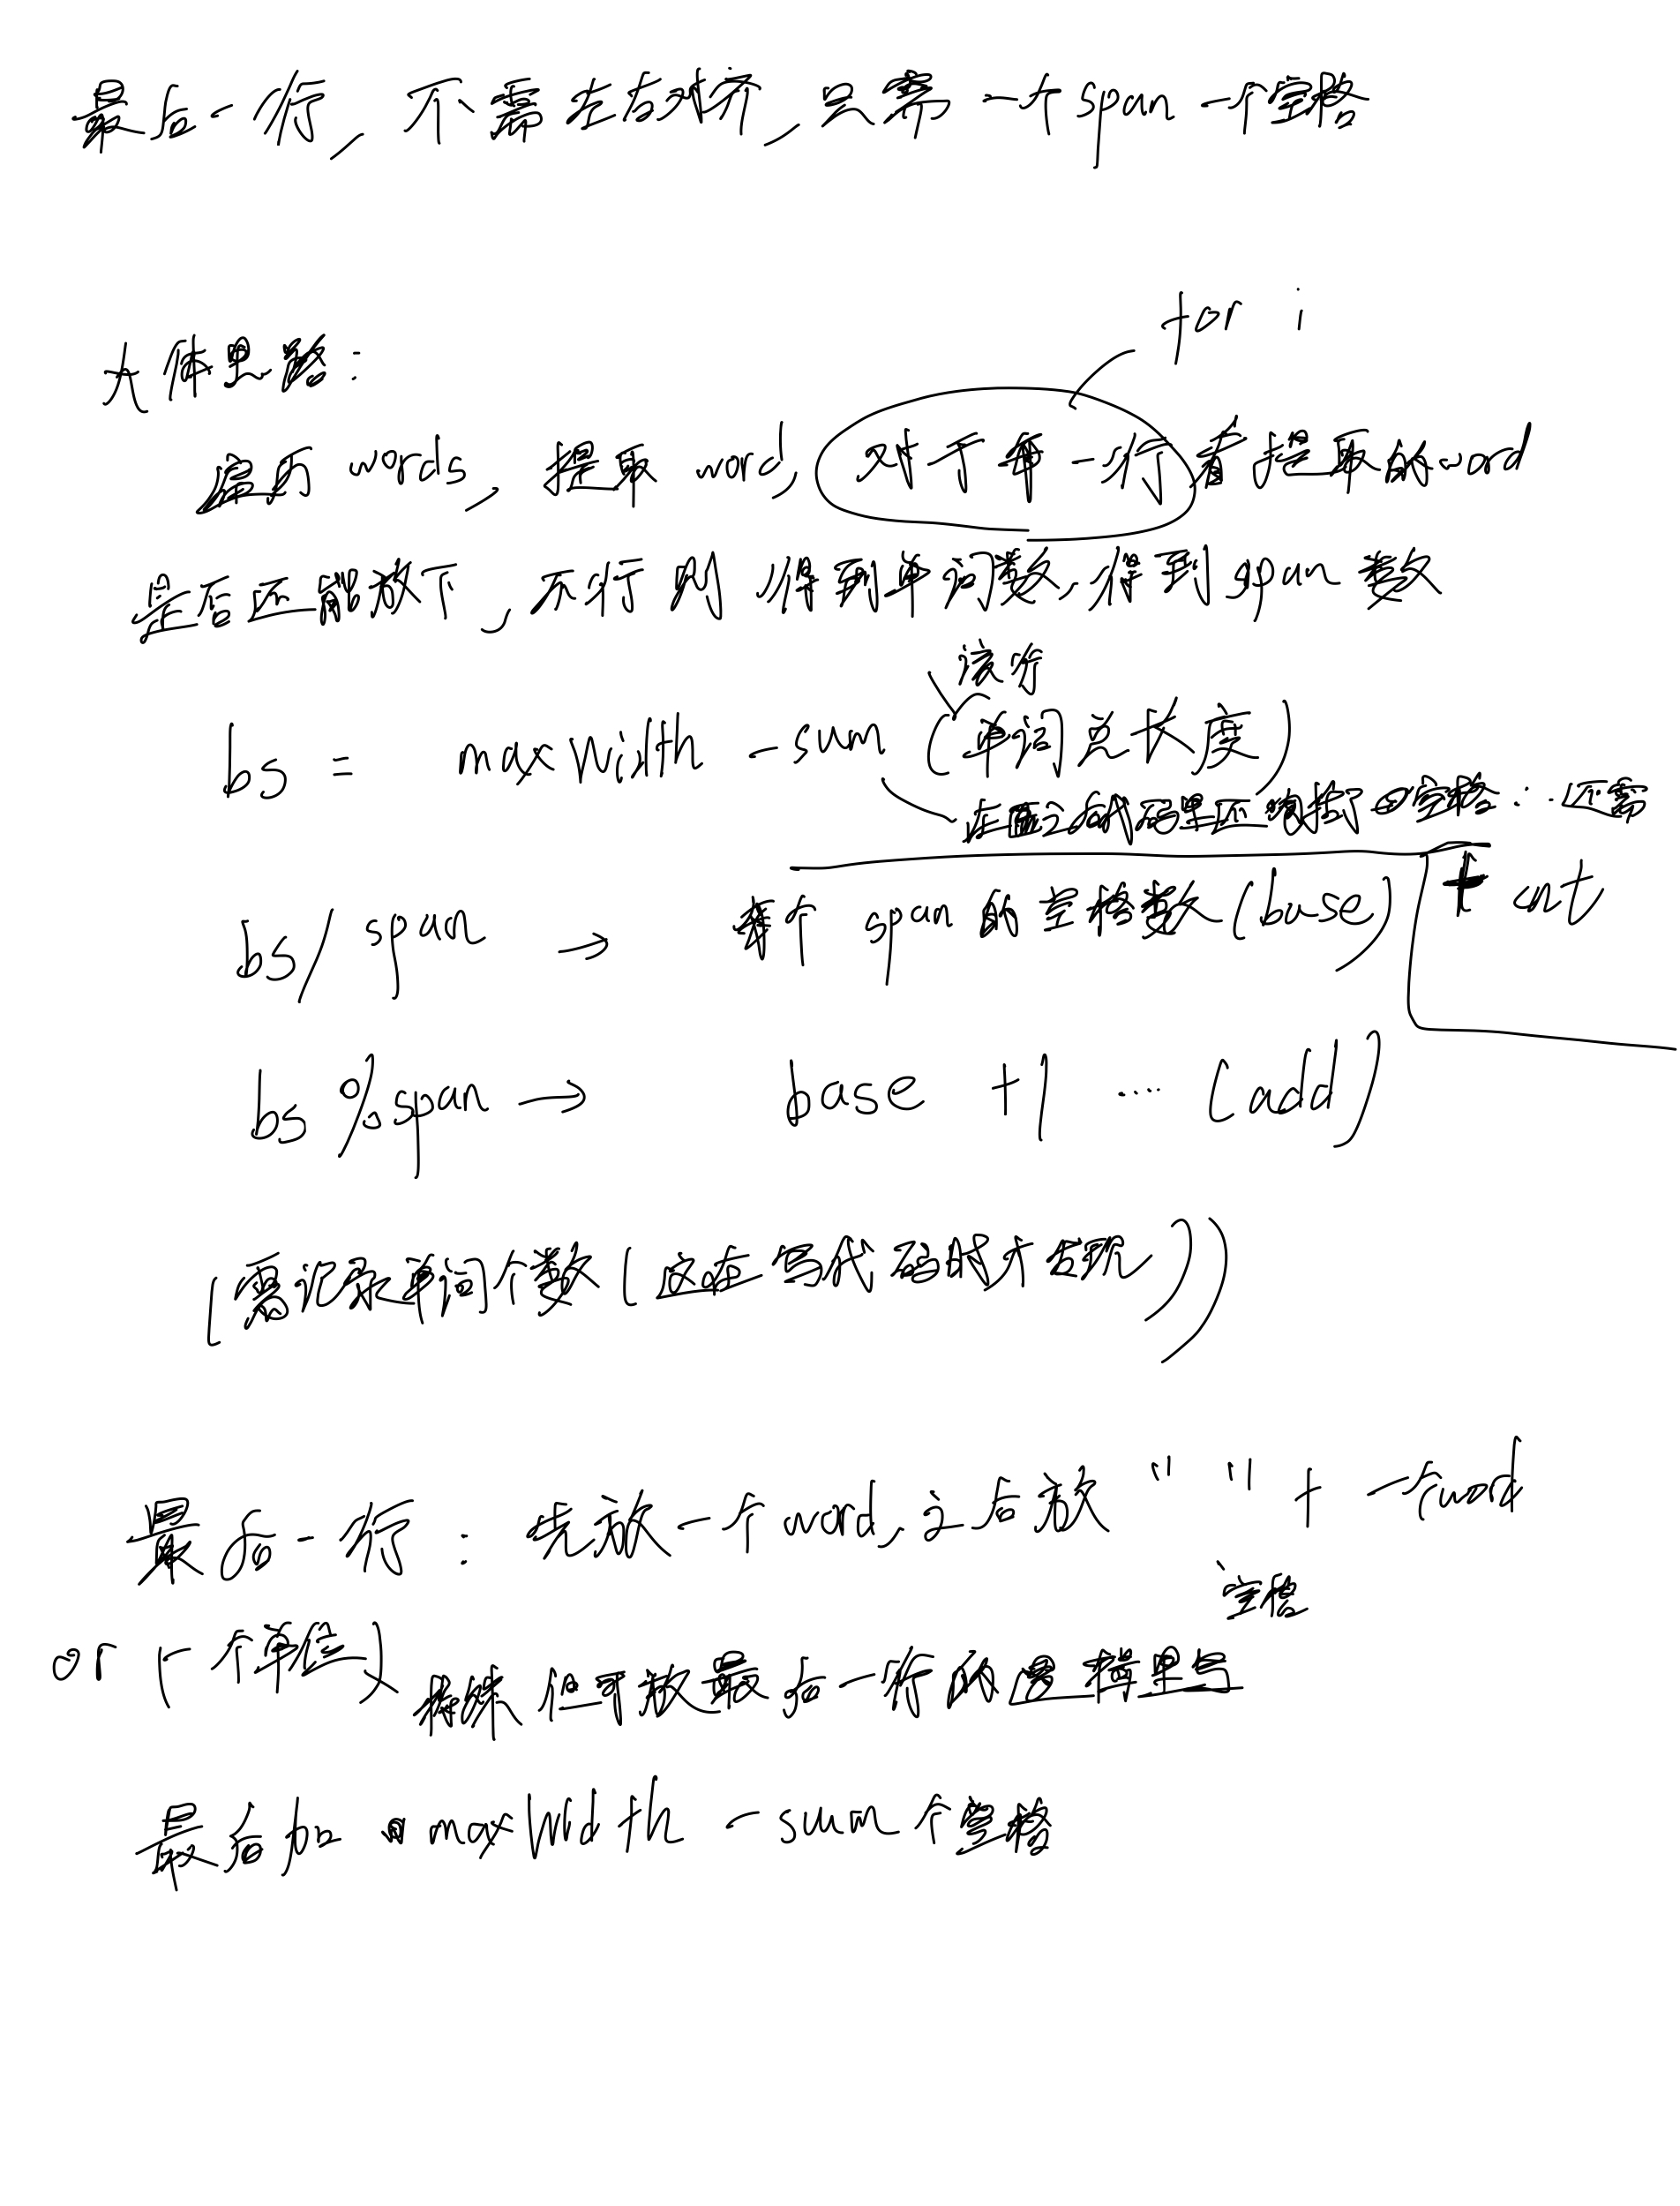 最后一行, 不需左右对齐, 只需一个span一个空格
for i
大体思路:
遍历words, 提取word, 对于每一行看提取的word
是否还能放下, 不行则 得到单词数, 得到span数
该行
bs = maxWidth - sum (单词总长度)
在 之后代码里还 括了 空格 ∴ 还需
+ cnt
bs/span → 每个span的空格数(base)
bs%span → base +1 .... (add)
(需记录单词个数(这在写代码时才发现))
最后一行: 先放一个word, 之后放 " " + 一个word
空格
or (一个单位) 特殊 但可放最后一行的逻辑里写
最后补 maxWidth - sum个空格